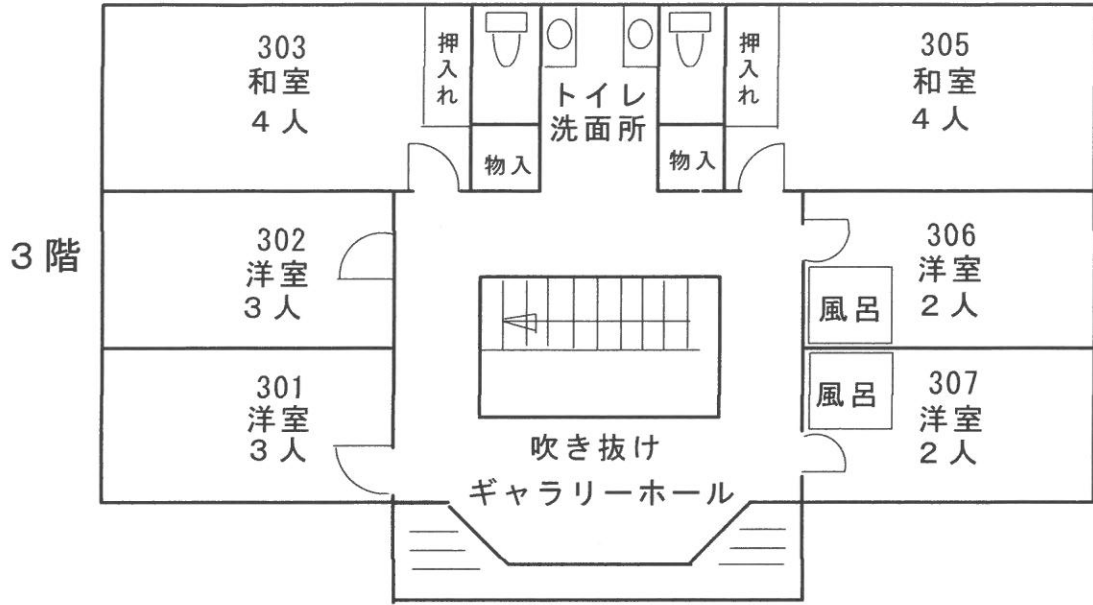 3階
303
和室
4人
押入れ
トイレ
洗面所
物入
物入
押入れ
305
和室
4人
302
洋室
3人
306
洋室
2人
風呂
301
洋室
3人
風呂
307
洋室
2人
吹き抜け
ギャラリーホール